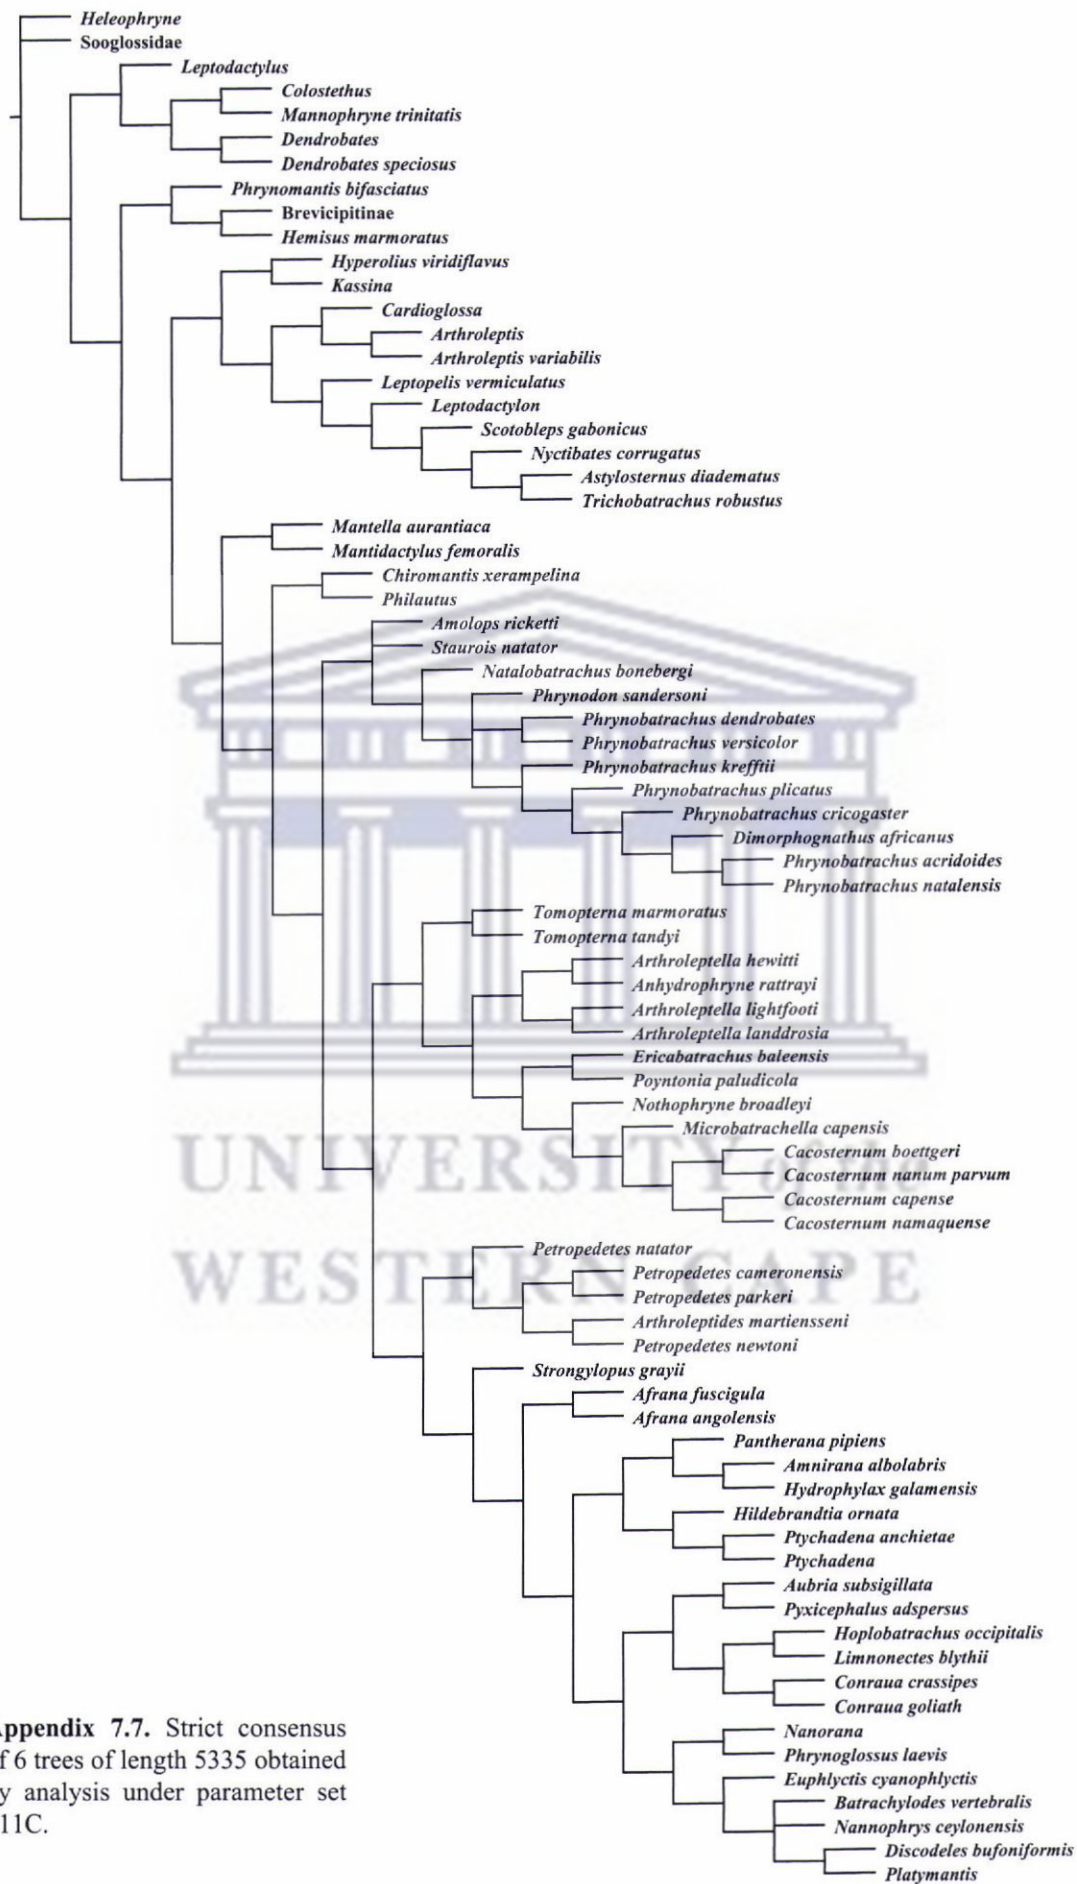 Heleophryne
Sooglossidae
Leptodactylus
Colostethus
Mannophryne trinitatis
Dendrobates
Dendrobates speciosus
Phrynomantis bifasciatus
Brevicipitinae
Hemisus marmoratus
Hyperolius viridiflavus
Kassina
Cardioglossa
Arthroleptis
Arthroleptis variabilis
Leptopelis vermiculatus
Leptodactylon
Scotobleps gabonicus
Nyctibates corrugatus
Astylosternus diadematus
Trichobatrachus robustus
Mantella aurantiaca
Mantidactylus femoralis
Chiromantis xerampelina
Philautus
Amolops ricketti
Staurois natator
Natalobatrachus bonebergi
Phrynodon sandersoni
Phrynobatrachus dendrobates
Phrynobatrachus versicolor
Phrynobatrachus krefftii
Phrynobatrachus plicatus
Phrynobatrachus cricogaster
Dimorphognathus africanus
Phrynobatrachus acridoides
Phrynobatrachus natalensis
Tomopterna marmoratus
Tomopterna tandyi
Arthroleptella hewitti
Anhydrophryne rattrayi
Arthroleptella lightfooti
Arthroleptella landdrosia
Ericabatrachus baleensis
Poyntonia paludicola
Nothophryne broadleyi
Microbatrachella capensis
Cacosternum boettgeri
Cacosternum nanum parvum
Cacosternum capense
Cacosternum namaquense
UNIVERSITY of the
WESTERN CAPE
Petropedetes natator
Petropedetes cameronensis
Petropedetes parkeri
Arthroleptides martiensseni
Petropedetes newtoni
Strongylopus grayii
Afrana fuscigula
Afrana angolensis
Pantherana pipiens
Amnirana albolabris
Hydrophylax galamensis
Hildebrandtia ornata
Ptychadena anchietae
Ptychadena
Aubria subsigillata
Pyxicephalus adspersus
Hoplobatrachus occipitalis
Limnonectes blythii
Conraua crassipes
Conraua goliath
Nanorana
Phrynoglossus laevis
Euphlyctis cyanophlyctis
Batrachylodes vertebralis
Nannophrys ceylonensis
Discodeles bufoniformis
Platymantis
ppendix 7.7. Strict consensus
f 6 trees of length 5335 obtained
y analysis under parameter set
11C.